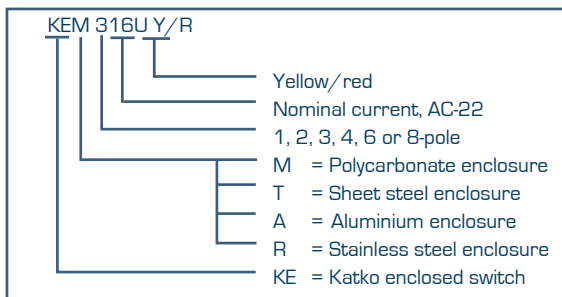 KEM 316U Y/R
Yellow/red
Nominal current, AC-22
1, 2, 3, 4, 6 or 8-pole
M = Polycarbonate enclosure
T = Sheet steel enclosure
A = Aluminium enclosure
R = Stainless steel enclosure
KE = Katko enclosed switch